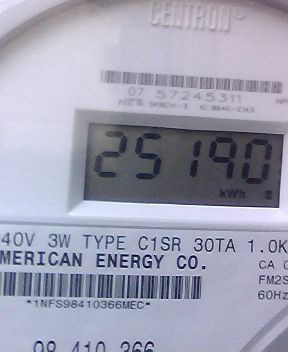 CENTRON®
07 57245311
25190
kWh
40V 3W TYPE C1SR 30TA 1.0K
MERICAN ENERGY CO.
CA 0
FM2S
60Hz
*1NFS98410366MEC*
98 410 366